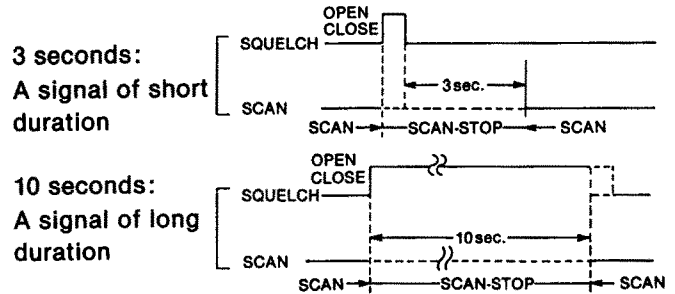 3 seconds:
A signal of short
duration
OPEN
CLOSE
SQUELCH
3sec.
SCAN
SCAN SCAN-STOP SCAN
10 seconds:
A signal of long
duration
OPEN
CLOSE
SQUELCH
10sec.
SCAN
SCAN SCAN-STOP SCAN